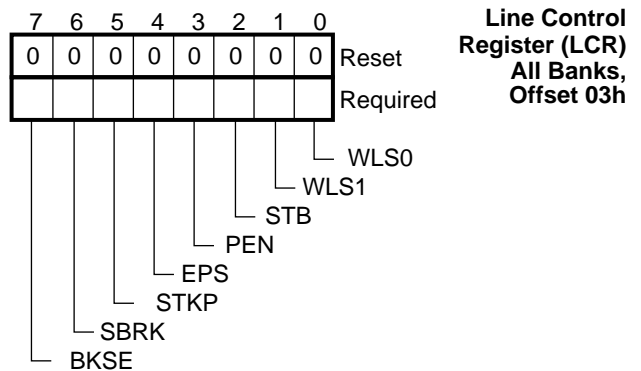 7 6 5 4 3 2 1 0
0 0 0 0 0 0 0 0 Reset
Required
Line Control
Register (LCR)
All Banks,
Offset 03h
WLS0
WLS1
STB
PEN
EPS
STKP
SBRK
BKSE